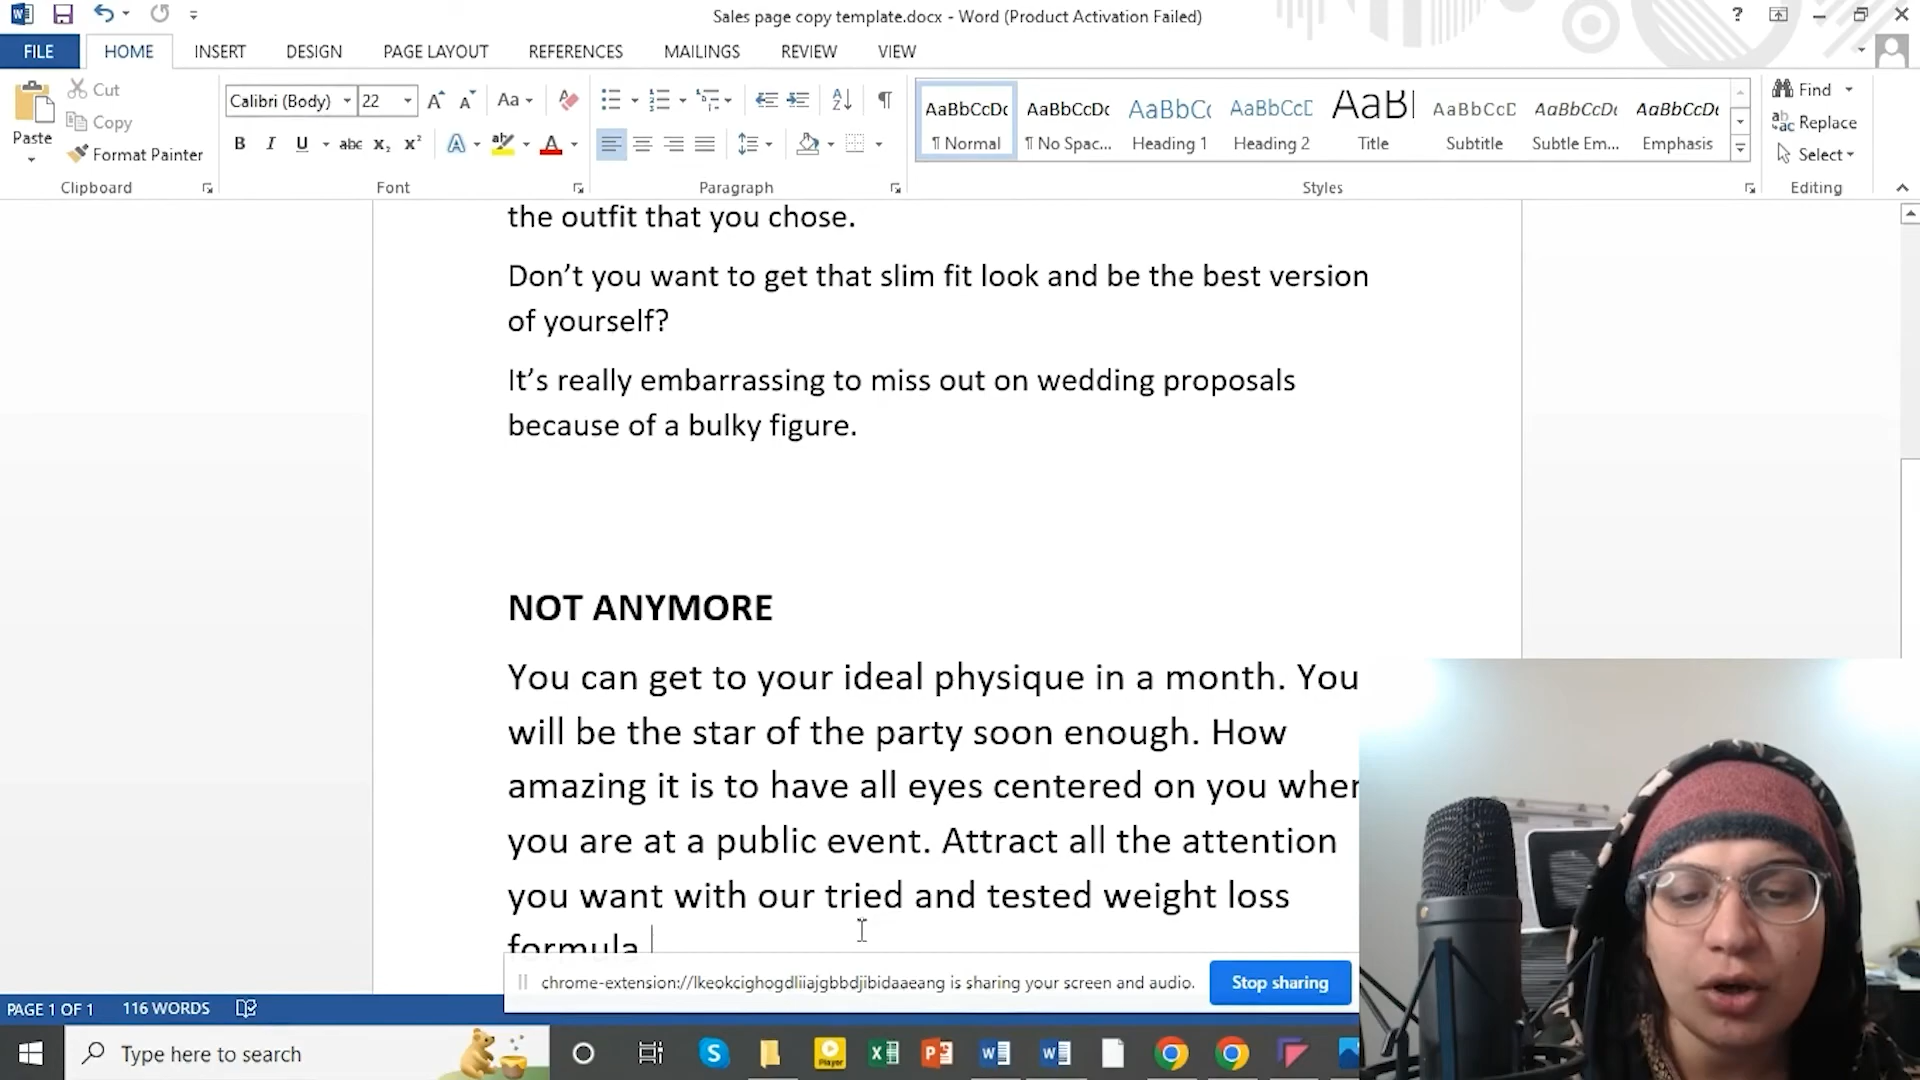 Sales page copy template.docx - Word (Product Activation Failed)
?
FILE HOME INSERT DESIGN PAGE LAYOUT REFERENCES MAILINGS REVIEW VIEW
Cut
Copy
Format Painter
Paste
Calibri (Body) 22
AaBbCcDc AaBbCcDc AaBbC( AaBbCcD AaB AaBbCcD AaBbCcDc AaBbCcDc
¶ Normal ¶ No Spac... Heading 1 Heading 2 Title Subtitle Subtle Em... Emphasis
Find
Replace
Select
Clipboard Font Paragraph Styles Editing
the outfit that you chose.
Don’t you want to get that slim fit look and be the best version
of yourself?
It’s really embarrassing to miss out on wedding proposals
because of a bulky figure.
NOT ANYMORE
You can get to your ideal physique in a month. You
will be the star of the party soon enough. How
amazing it is to have all eyes centered on you when
you are at a public event. Attract all the attention
you want with our tried and tested weight loss
formula
chrome-extension://lkeokcighogdliiajgbbdjibidaaeang is sharing your screen and audio.
Stop sharing
PAGE 1 OF 1 116 WORDS
Type here to search